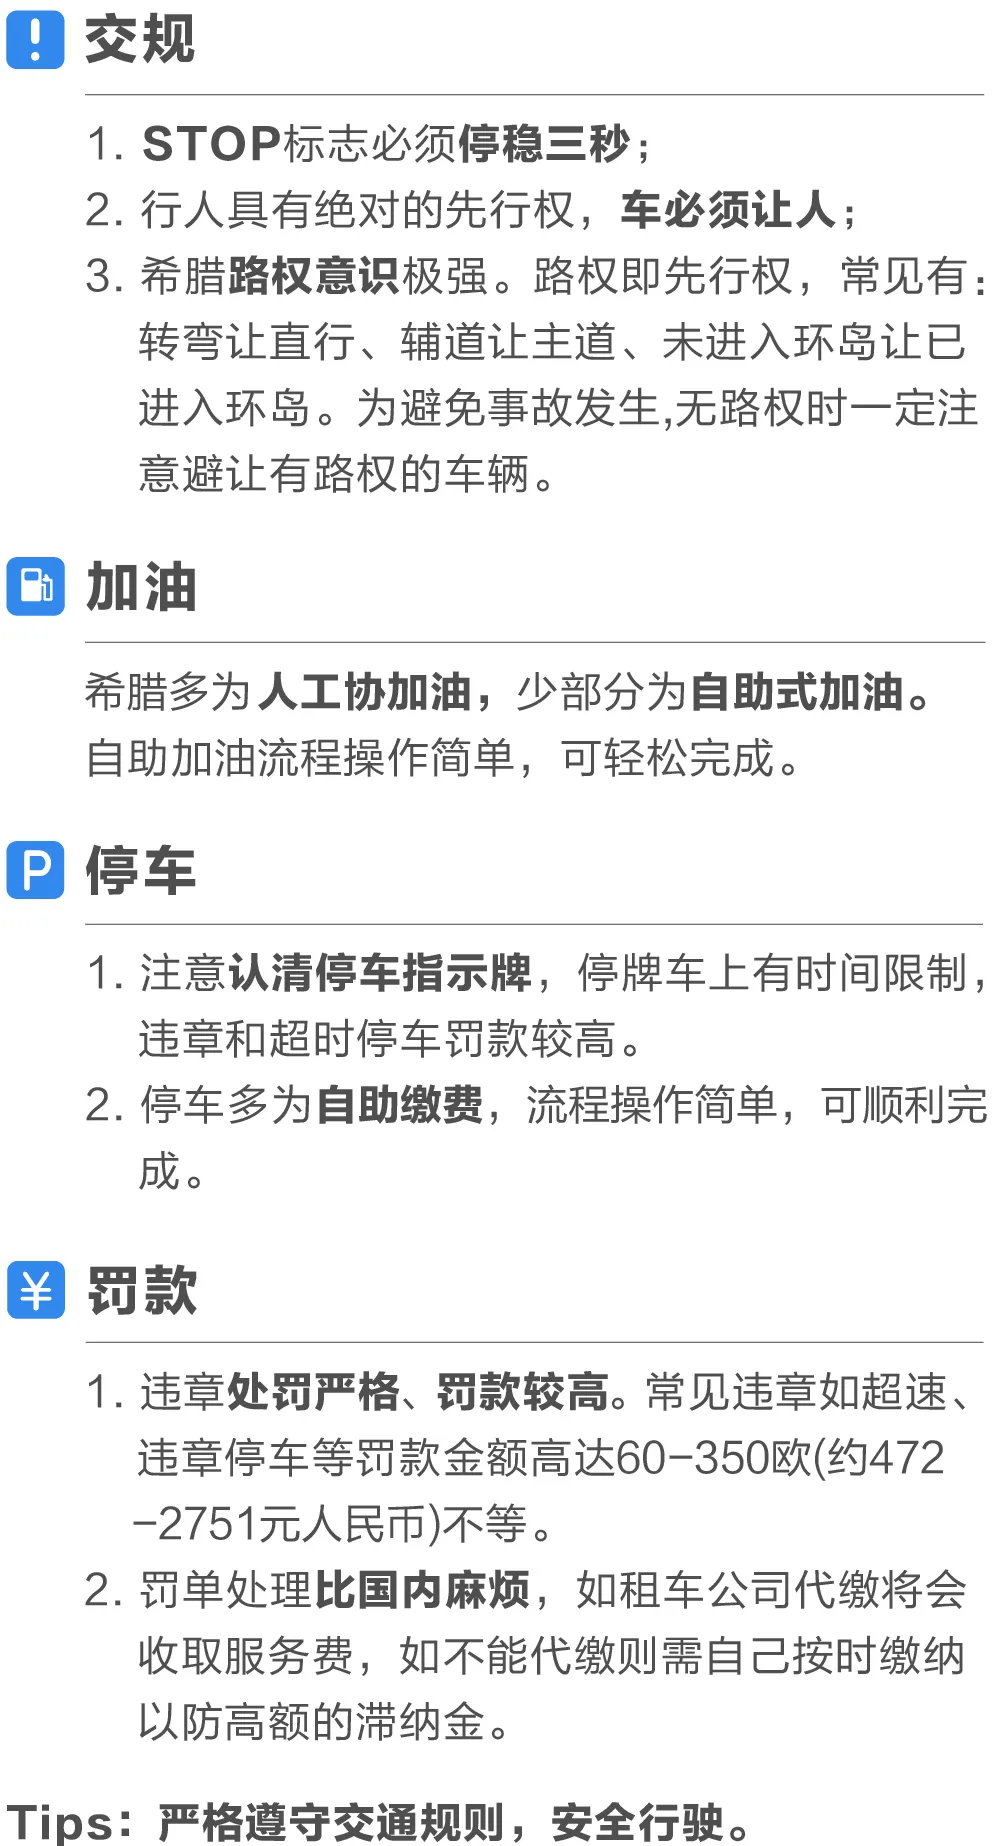 交规
1. STOP标志必须停稳三秒；
2. 行人具有绝对的先行权，车必须让人；
3. 希腊路权意识极强。路权即先行权，常见有：
转弯让直行、辅道让主道、未进入环岛让已
进入环岛。为避免事故发生,无路权时一定注
意避让有路权的车辆。
加油
希腊多为人工协加油，少部分为自助式加油。
自助加油流程操作简单，可轻松完成。
P 停车
1. 注意认清停车指示牌，停牌车上有时间限制，
违章和超时停车罚款较高。
2. 停车多为自助缴费，流程操作简单，可顺利完
成。
¥ 罚款
1. 违章处罚严格、罚款较高。常见违章如超速、
违章停车等罚款金额高达60-350欧(约472
-2751元人民币)不等。
2. 罚单处理比国内麻烦，如租车公司代缴将会
收取服务费，如不能代缴则需自己按时缴纳
以防高额的滞纳金。
Tips：严格遵守交通规则，安全行驶。